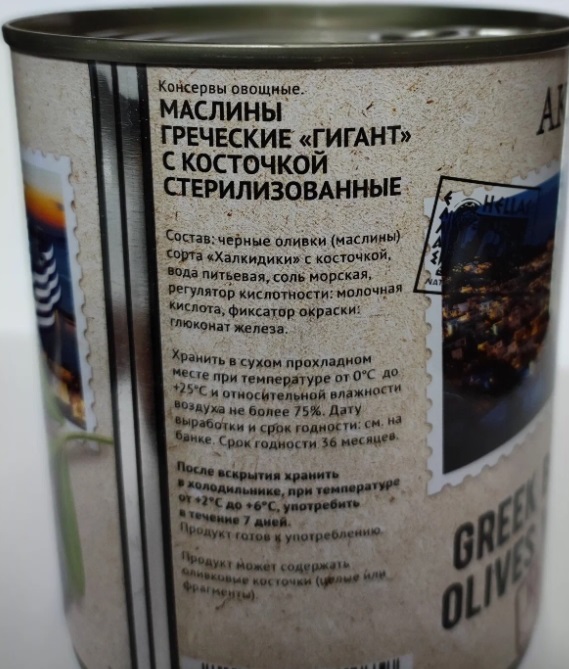 Консервы овощные.
МАСЛИНЫ
ГРЕЧЕСКИЕ «ГИГАНТ»
С КОСТОЧКОЙ
СТЕРИЛИЗОВАННЫЕ
Состав: черные оливки (маслины)
сорта «Халкидики» с косточкой,
вода питьевая, соль морская,
регулятор кислотности: молочная
кислота, фиксатор окраски:
глюконат железа.
Хранить в сухом прохладном
месте при температуре от 0°С до
+25°С и относительной влажности
воздуха не более 75%. Дату
выработки и срок годности: см. на
банке. Срок годности 36 месяцев.
После вскрытия хранить
в холодильнике, при температуре
от +2°С до +6°С, употребить
в течение 7 дней.
Продукт готов к употреблению.
Продукт может содержать
оливковые косточки (целые или
фрагменты).
HELLA
GREEK
OLIVES